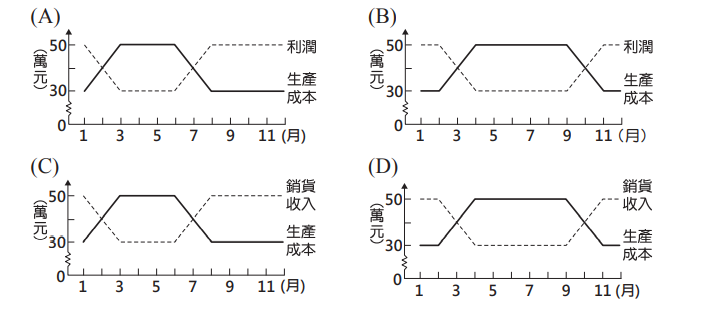 (A)
50
(萬元)
30
0
利潤
生產
成本
1 3 5 7 9 11 (月)
(B)
50
(萬元)
30
0
利潤
生產
成本
1 3 5 7 9 11 (月)
(C)
50
(萬元)
30
0
銷貨
收入
生產
成本
1 3 5 7 9 11 (月)
(D)
50
(萬元)
30
0
銷貨
收入
生產
成本
1 3 5 7 9 11 (月)